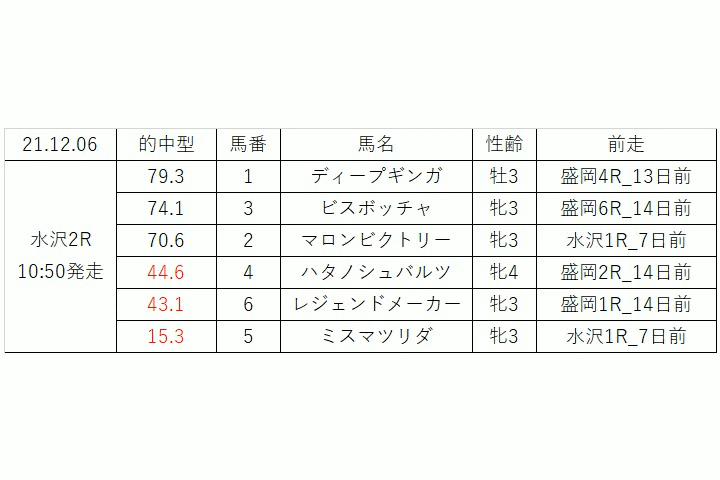 21.12.06 的中型 馬番 馬名 性齢 前走
79.3 1 ディープギンガ 牡3 盛岡4R_13日前
74.1 3 ビスボッチャ 牝3 盛岡6R_14日前
水沢2R 70.6 2 マロンビクトリー 牝3 水沢1R_7日前
10:50発走 44.6 4 ハタノシュバルツ 牝4 盛岡2R_14日前
43.1 6 レジェンドメーカー 牝3 盛岡1R_14日前
15.3 5 ミスマツリダ 牝3 水沢1R_7日前